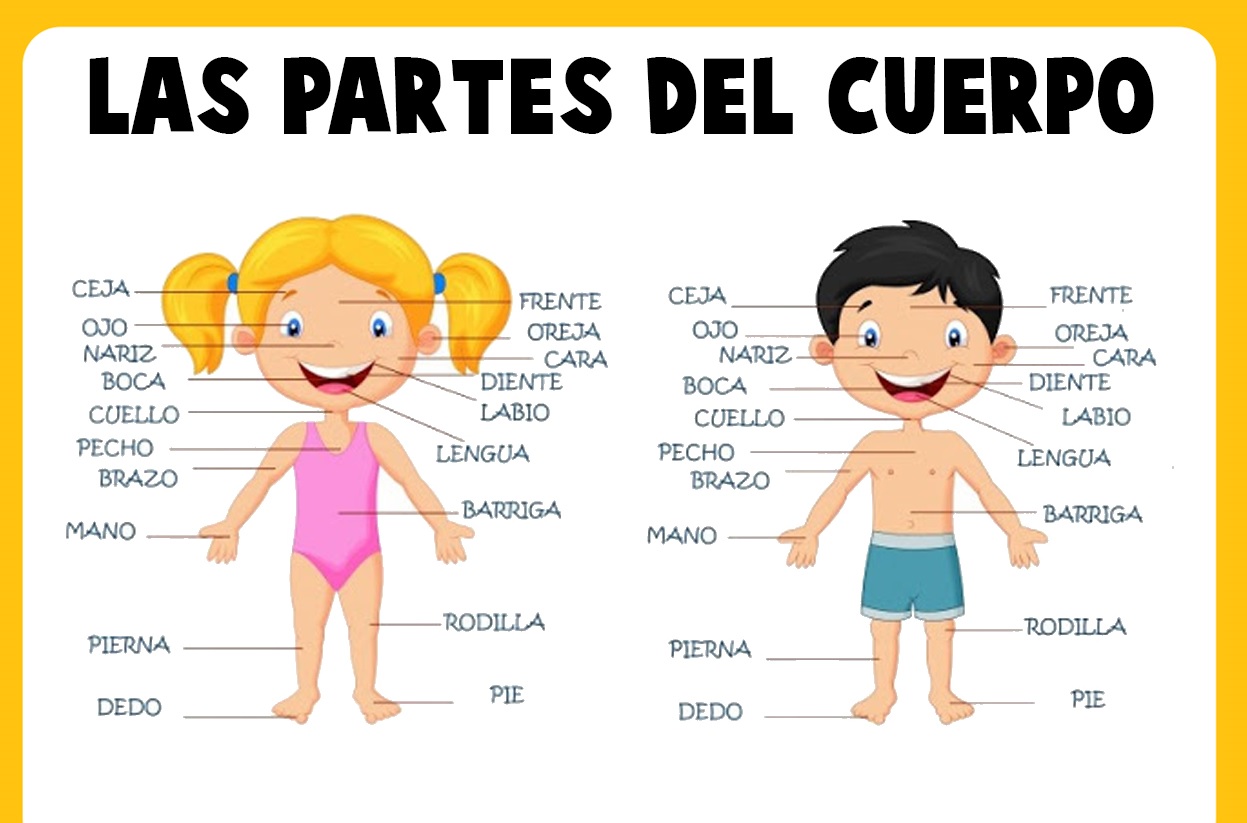 LAS PARTES DEL CUERPO
CEJA
OJO
NARIZ
BOCA
CUELLO
PECHO
BRAZO
MANO
PIERNA
DEDO
FRENTE
OREJA
CARA
DIENTE
LABIO
LENGUA
BARRIGA
RODILLA
PIE
CEJA
OJO
NARIZ
BOCA
CUELLO
PECHO
BRAZO
MANO
PIERNA
DEDO
FRENTE
OREJA
CARA
DIENTE
LABIO
LENGUA
BARRIGA
RODILLA
PIE